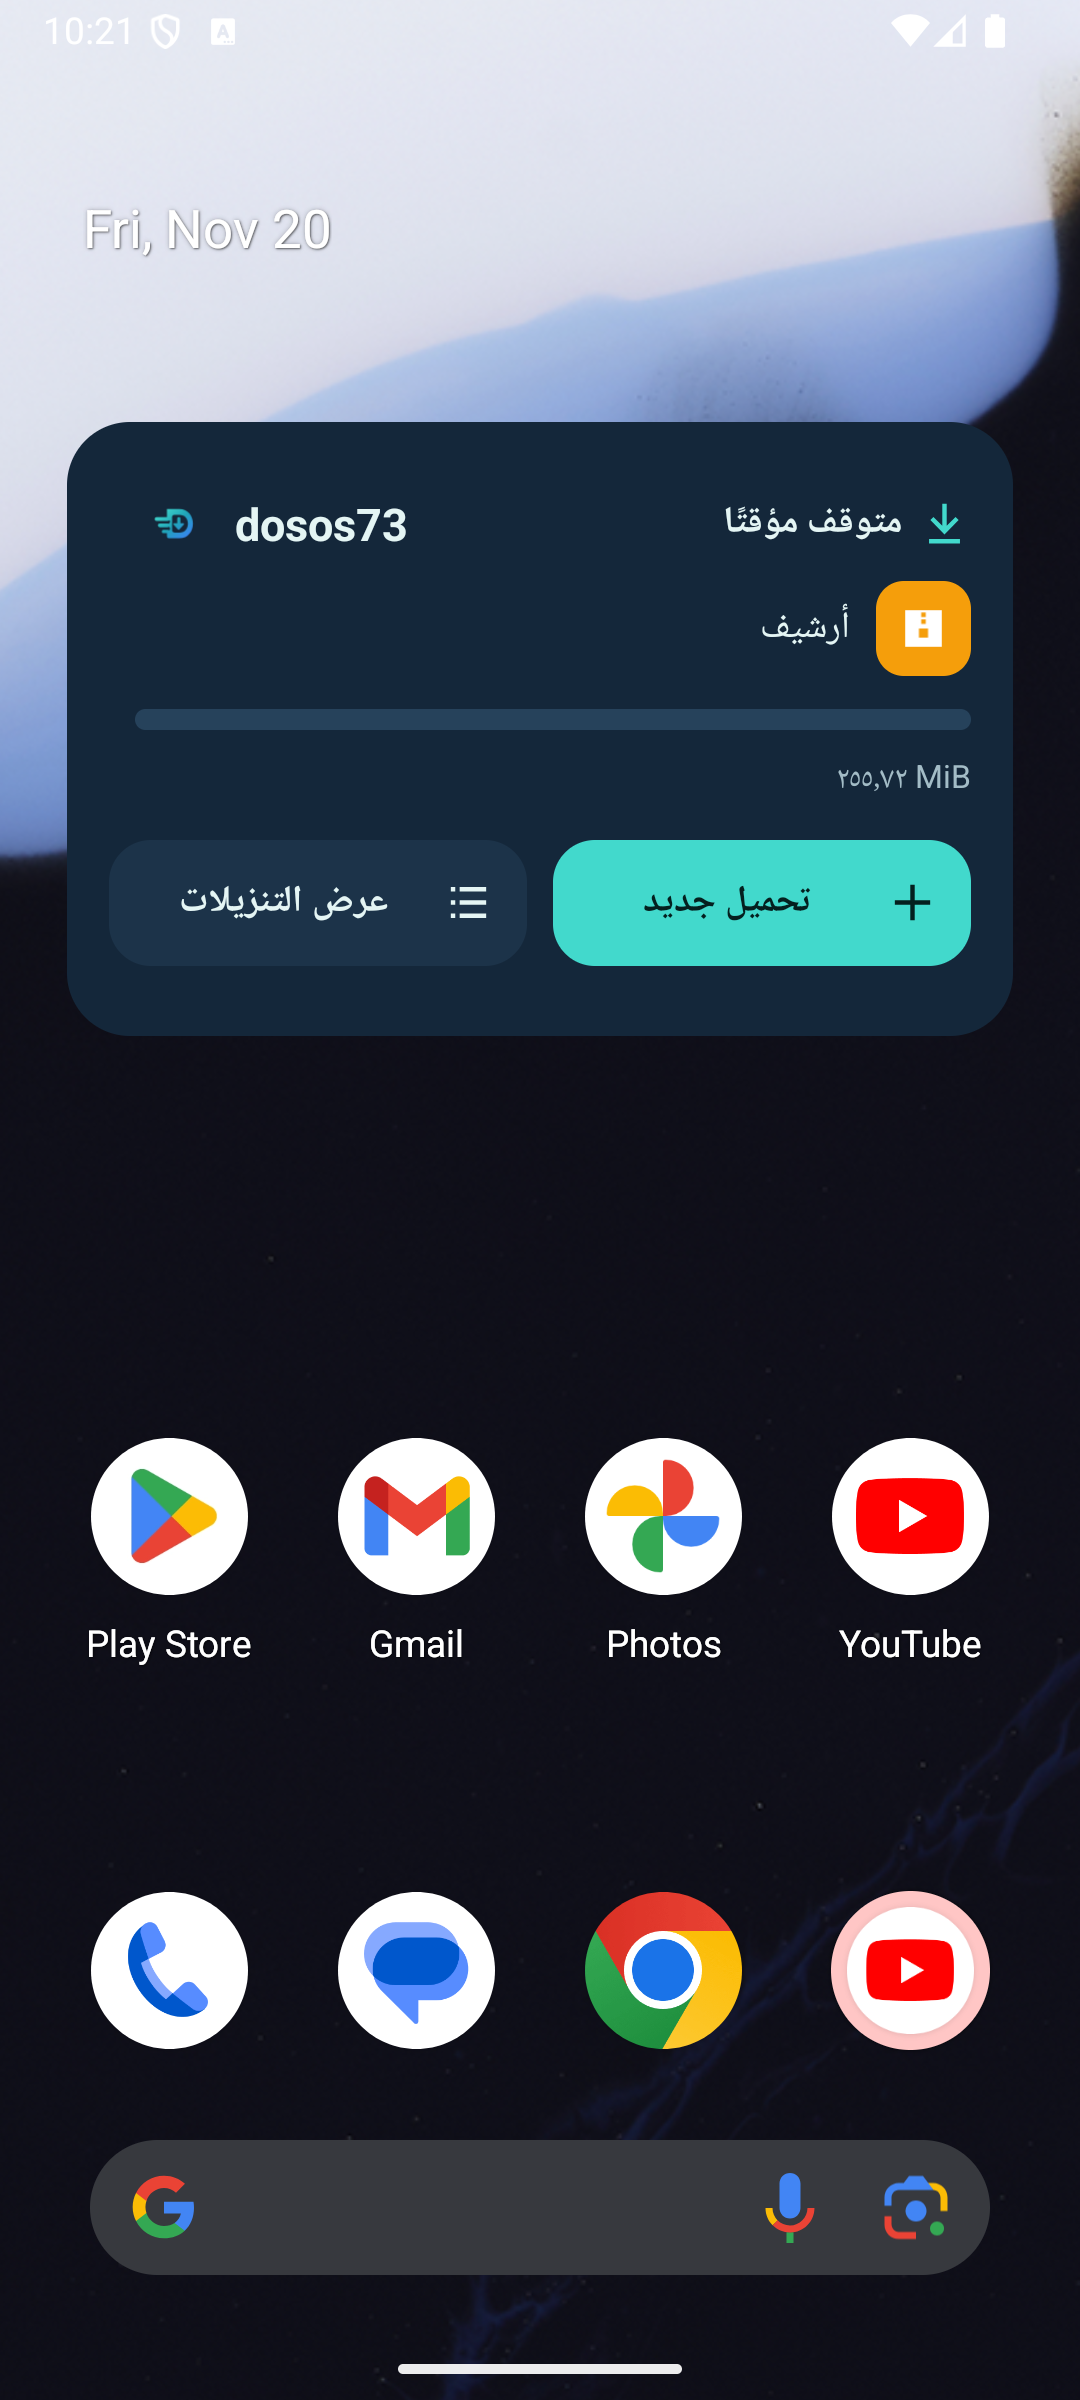 10:21
Fri, Nov 20
dosos73
متوقف مؤقتًا
أرشيف
٢٥٥,٧٢ MiB
تحميل جديد
عرض التنزيلات
Play Store
Gmail
Photos
YouTube